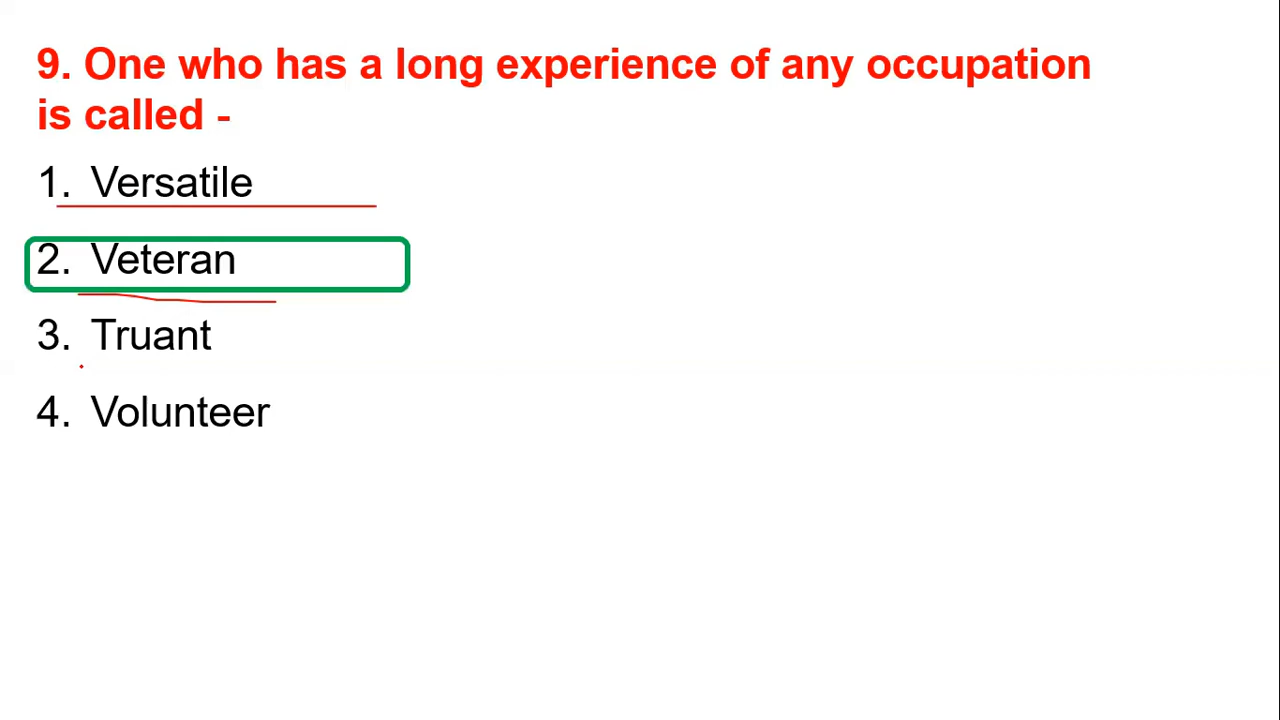 9. One who has a long experience of any occupation
is called -
1. Versatile
2. Veteran
3. Truant
4. Volunteer